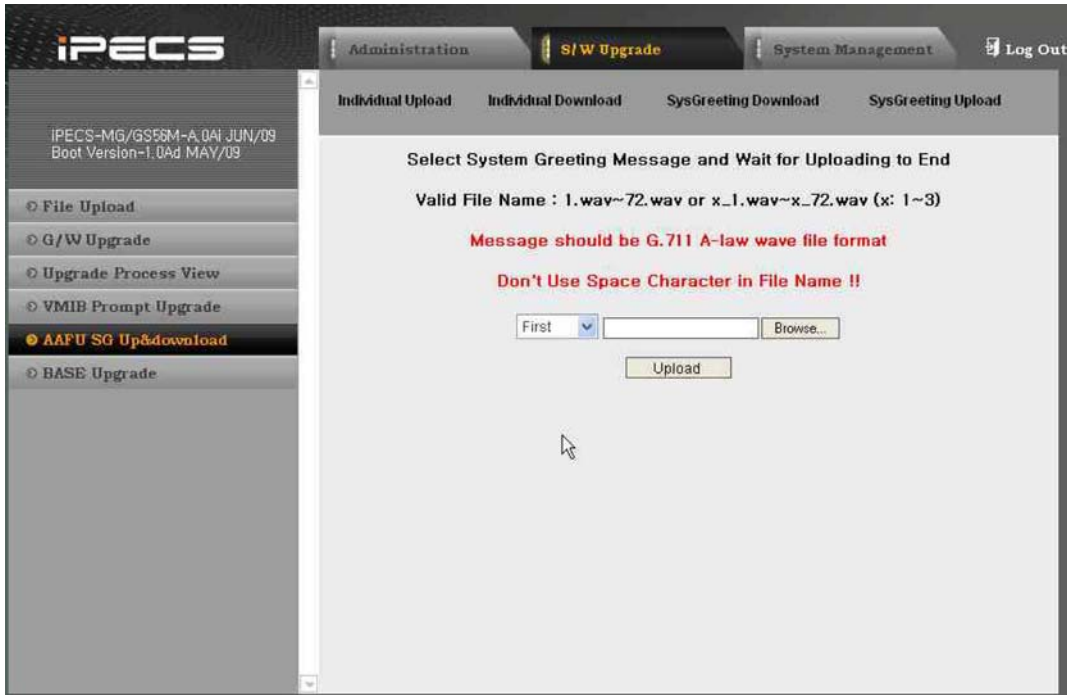 iPECS
Administration
S/W Upgrade
System Management
Log Out
Individual Upload
Individual Download
SysGreeting Download
SysGreeting Upload
iPECS-MG/GS56M-A.0Ai JUN/09
Boot Version-1.0Ad MAY/09
File Upload
G/W Upgrade
Upgrade Process View
VMIB Prompt Upgrade
AAFU SG Up&download
BASE Upgrade
Select System Greeting Message and Wait for Uploading to End
Valid File Name : 1.wav~72.wav or x_1.wav~x_72.wav (x: 1~3)
Message should be G.711 A-law wave file format
Don't Use Space Character in File Name !!
First
Browse...
Upload